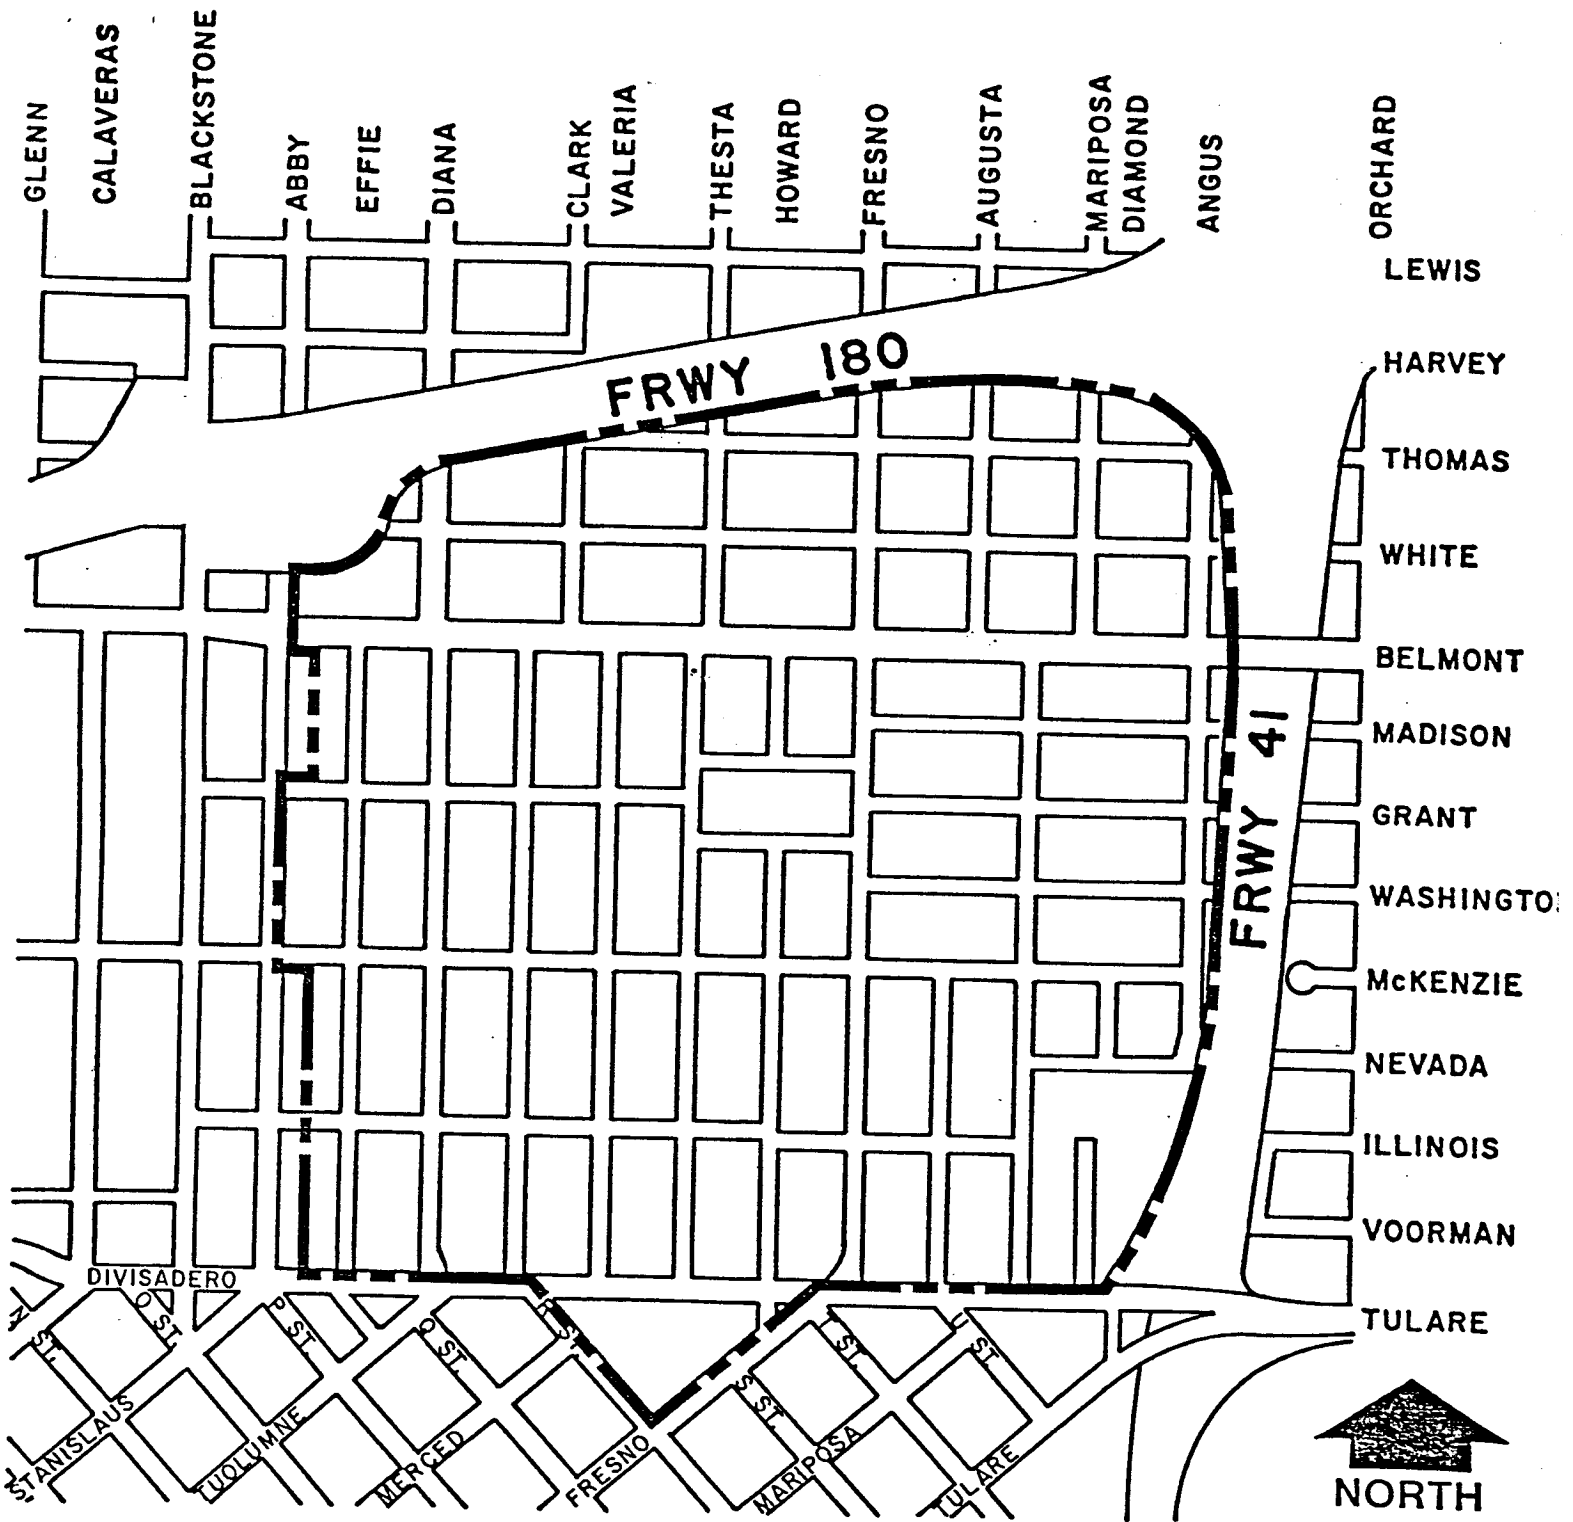 GLENN
CALAVERAS
BLACKSTONE
ABBY
EFFIE
DIANA
CLARK
VALERIA
THESTA
HOWARD
FRESNO
AUGUSTA
MARIPOSA
DIAMOND
ANGUS
ORCHARD
LEWIS
HARVEY
THOMAS
WHITE
BELMONT
MADISON
GRANT
WASHINGTO
McKENZIE
NEVADA
ILLINOIS
VOORMAN
TULARE
FRWY 180
FRWY 41
DIVISADERO
N ST.
O ST.
P ST.
Q ST.
R ST.
S ST.
T ST.
U ST.
STANISLAUS
TUOLUMNE
MERCED
FRESNO
MARIPOSA
TULARE
NORTH